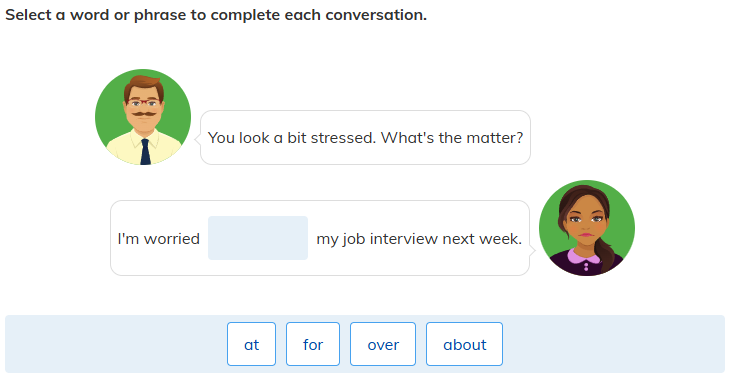 Select a word or phrase to complete each conversation.
You look a bit stressed. What's the matter?
I'm worried my job interview next week.
at for over about